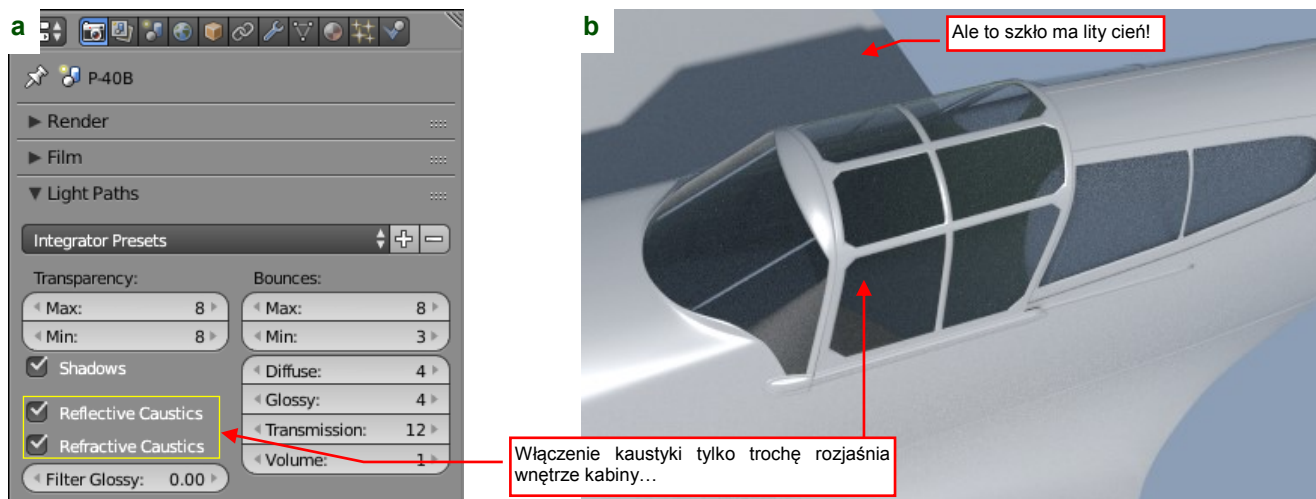 a
P-40B
Render
Film
Light Paths
Integrator Presets
Transparency:
Bounces:
Max: 8
Max: 8
Min: 8
Min: 3
Shadows
Diffuse: 4
Reflective Caustics
Glossy: 4
Refractive Caustics
Transmission: 12
Filter Glossy: 0.00
Volume: 1
b
Ale to szkło ma lity cień!
Włączenie kaustyki tylko trochę rozjaśnia
wnętrze kabiny…